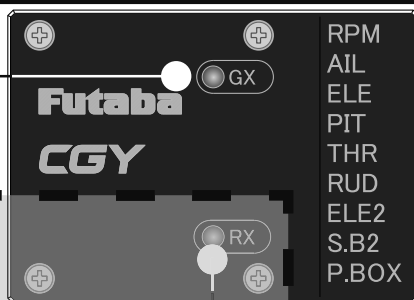 GX
Futaba
CGY
RX
RPM
AIL
ELE
PIT
THR
RUD
ELE2
S.B2
P.BOX